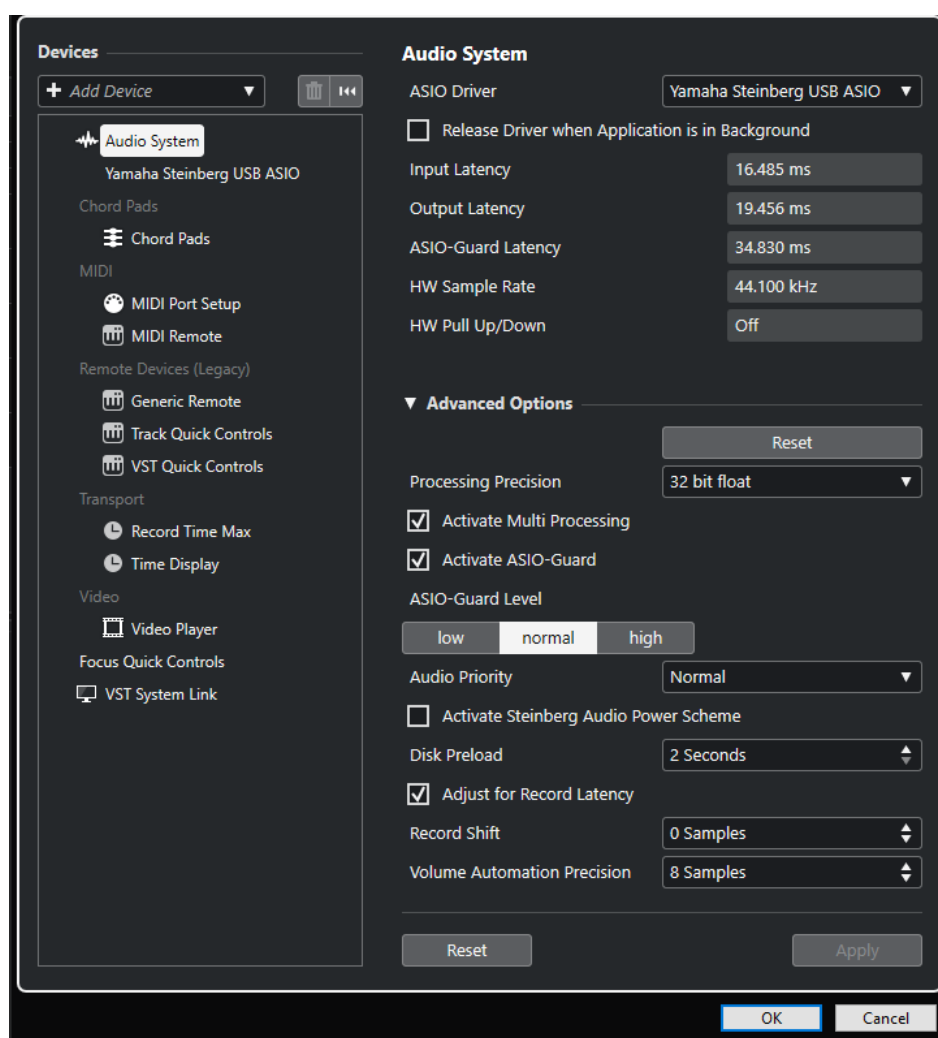 Devices
Add Device
Audio System
Yamaha Steinberg USB ASIO
Chord Pads
Chord Pads
MIDI
MIDI Port Setup
MIDI Remote
Remote Devices (Legacy)
Generic Remote
Track Quick Controls
VST Quick Controls
Transport
Record Time Max
Time Display
Video
Video Player
Focus Quick Controls
VST System Link
Audio System
ASIO Driver Yamaha Steinberg USB ASIO
Release Driver when Application is in Background
Input Latency 16.485 ms
Output Latency 19.456 ms
ASIO-Guard Latency 34.830 ms
HW Sample Rate 44.100 kHz
HW Pull Up/Down Off
Advanced Options
Reset
Processing Precision 32 bit float
Activate Multi Processing
Activate ASIO-Guard
ASIO-Guard Level
low normal high
Audio Priority Normal
Activate Steinberg Audio Power Scheme
Disk Preload 2 Seconds
Adjust for Record Latency
Record Shift 0 Samples
Volume Automation Precision 8 Samples
Reset Apply
OK Cancel